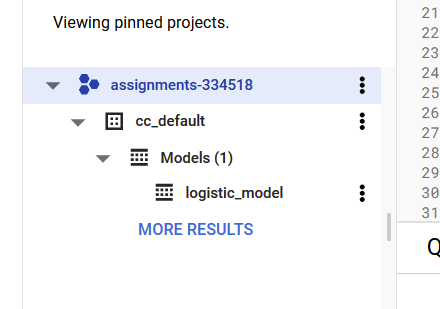 Viewing pinned projects.
assignments-334518
cc_default
Models (1)
logistic_model
MORE RESULTS
21
22
23
24
25
26
27
28
29
30
31
Q